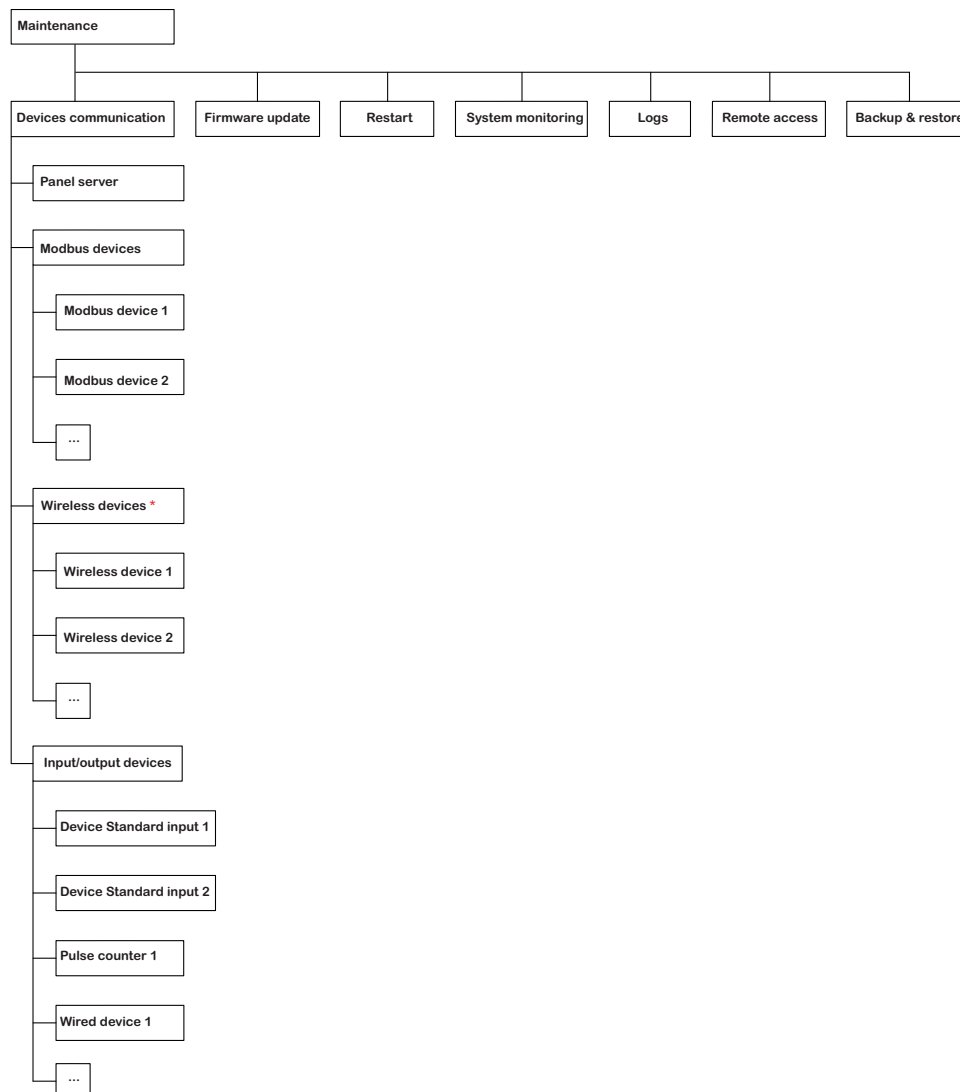 Maintenance
Devices communication
Firmware update
Restart
System monitoring
Logs
Remote access
Backup & restore
Panel server
Modbus devices
Modbus device 1
Modbus device 2
...
Wireless devices *
Wireless device 1
Wireless device 2
...
Input/output devices
Device Standard input 1
Device Standard input 2
Pulse counter 1
Wired device 1
...